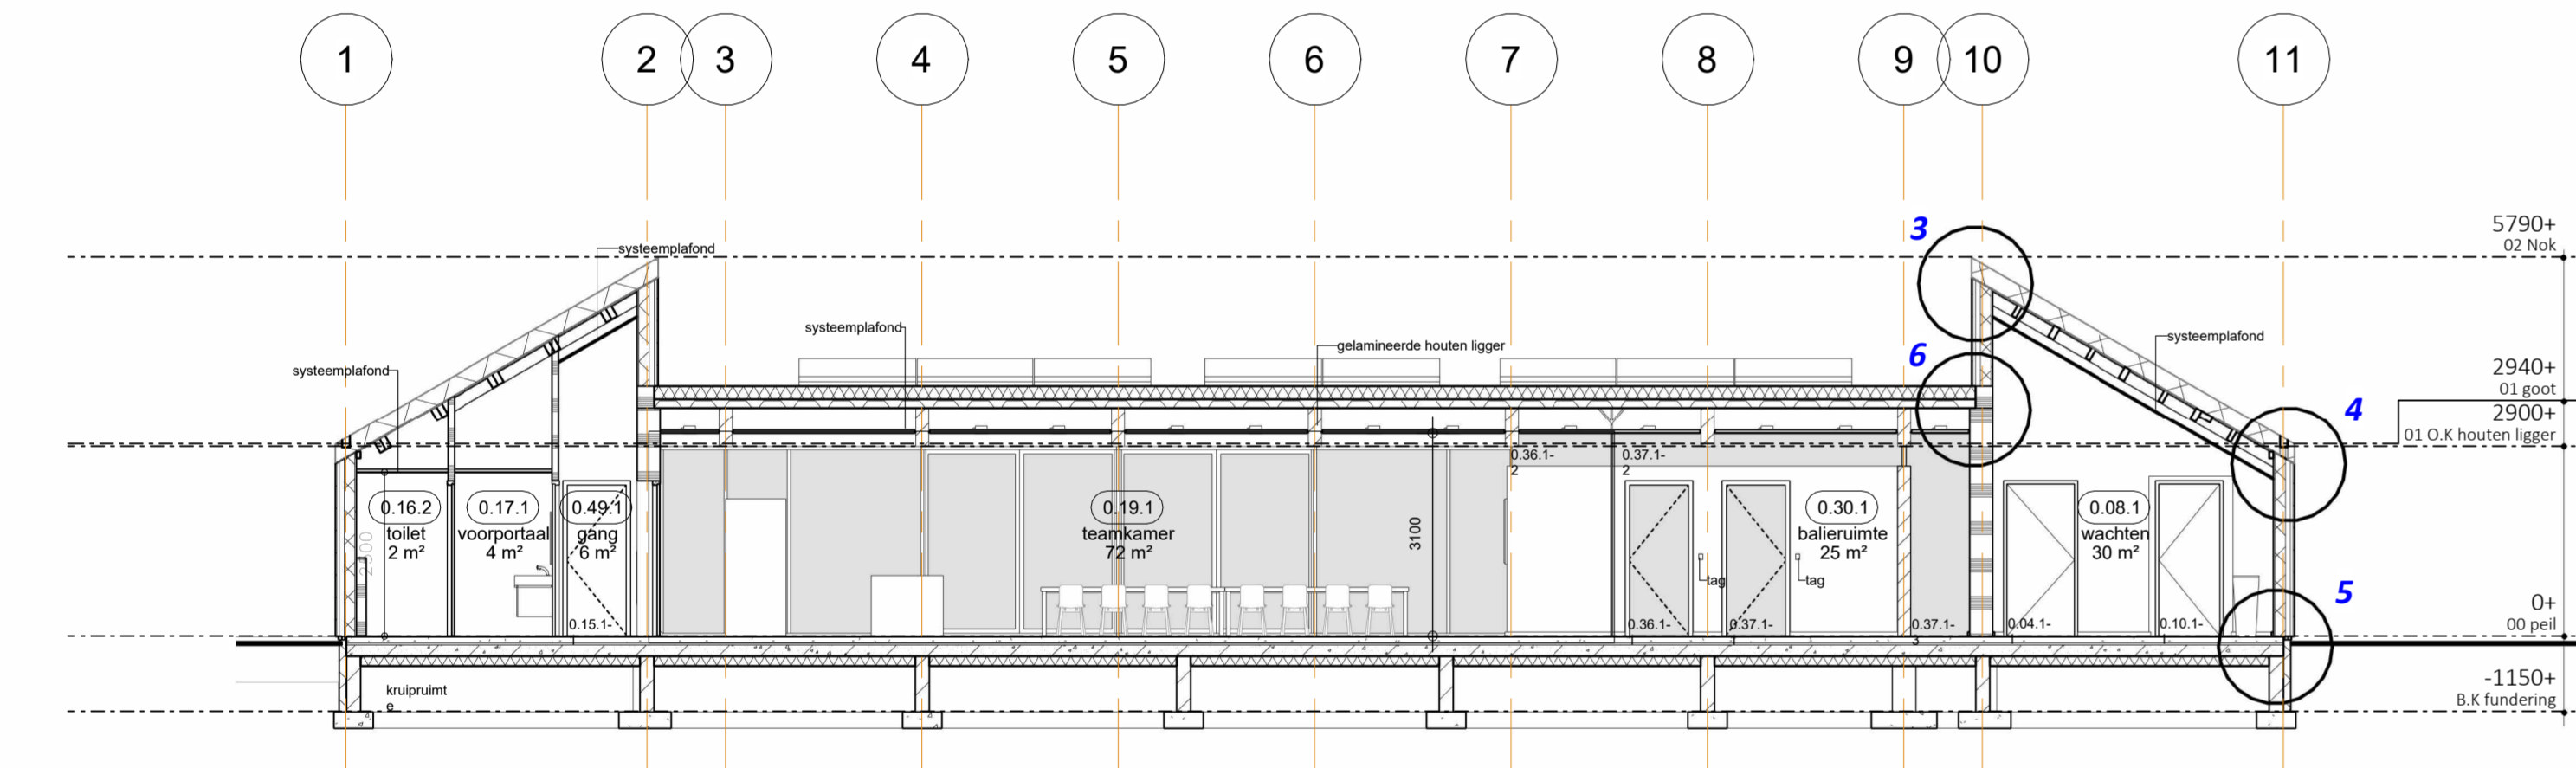 1 2 3 4 5 6 7 8 9 10 11
3
5790+
02 Nok
systeemplafond
systeemplafond
gelamineerde houten ligger
systeemplafond
6
2940+
01 goot
systeemplafond
4
2900+
01 O.K houten ligger
0.36.1-
2
0.37.1-
2
0.16.2
toilet
2 m²
0.17.1
voorportaal
4 m²
0.49.1
gang
6 m²
0.19.1
teamkamer
72 m²
3100
0.30.1
balieruimte
25 m²
0.08.1
wachten
30 m²
tag
tag
5
0+
00 peil
0.15.1-
0.36.1-
0.37.1-
0.37.1-
3
0.04.1-
0.10.1-
kruipruimt
e
-1150+
B.K fundering